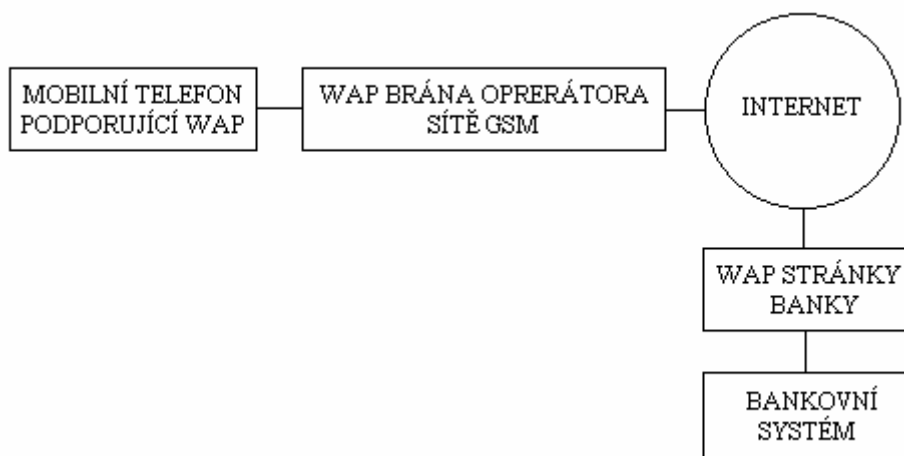 MOBILNÍ TELEFON
PODPORUJÍCÍ WAP
WAP BRÁNA OPRERÁTORA
SÍTĚ GSM
INTERNET
WAP STRÁNKY
BANKY
BANKOVNÍ
SYSTÉM